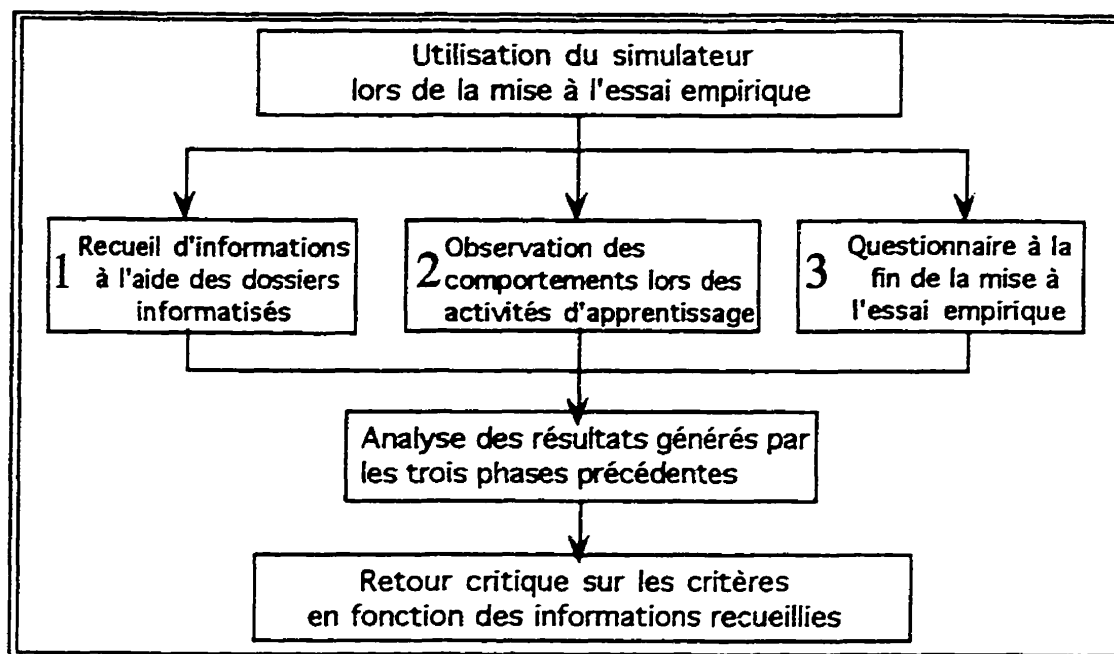 Utilisation du simulateur
lors de la mise à l'essai empirique
1
Recueil d'informations
à l'aide des dossiers
informatisés
2
Observation des
comportements lors des
activités d'apprentissage
3
Questionnaire à la
fin de la mise à
l'essai empirique
Analyse des résultats générés par
les trois phases précédentes
Retour critique sur les critères
en fonction des informations recueillies